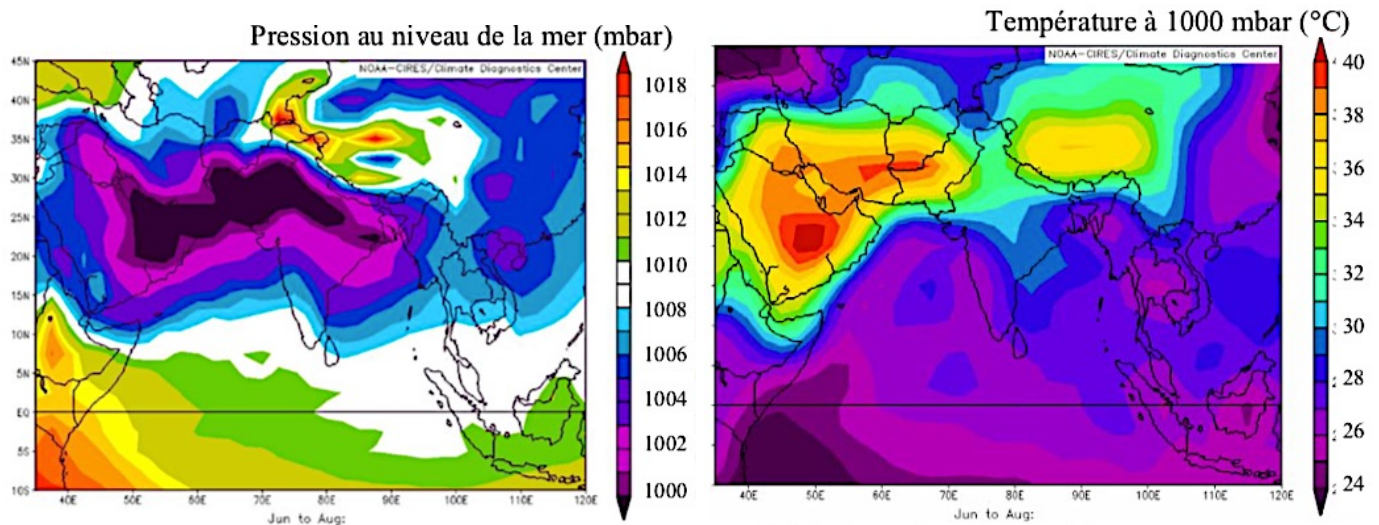 Pression au niveau de la mer (mbar)
NOAA-CIRES/Climate Diagnostics Center
45N
40N
35N
30N
25N
20N
15N
10N
5N
EQ
5S
10S
40E
50E
60E
70E
80E
90E
100E
110E
120E
Jun to Aug:
1018
1016
1014
1012
1010
1008
1006
1004
1002
1000
Température à 1000 mbar (°C)
NOAA-CIRES/Climate Diagnostics Center
40E
50E
60E
70E
80E
90E
100E
110E
120E
Jun to Aug:
40
38
36
34
32
30
28
26
24